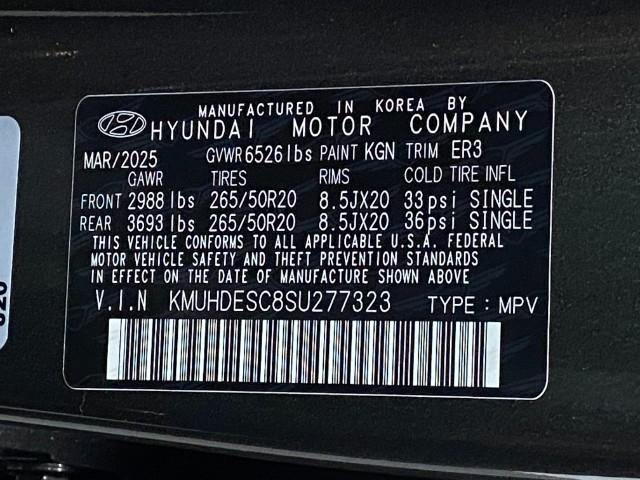 MANUFACTURED IN KOREA BY
HYUNDAI MOTOR COMPANY
MAR/2025 GVWR 6526 lbs PAINT KGN TRIM ER3
GAWR TIRES RIMS COLD TIRE INFL
FRONT 2988 lbs 265/50R20 8.5JX20 33 psi SINGLE
REAR 3693 lbs 265/50R20 8.5JX20 36 psi SINGLE
THIS VEHICLE CONFORMS TO ALL APPLICABLE U.S.A. FEDERAL
MOTOR VEHICLE SAFETY AND THEFT PREVENTION STANDARDS
IN EFFECT ON THE DATE OF MANUFACTURE SHOWN ABOVE
V.I.N KMUHDESC8SU277323 TYPE : MPV